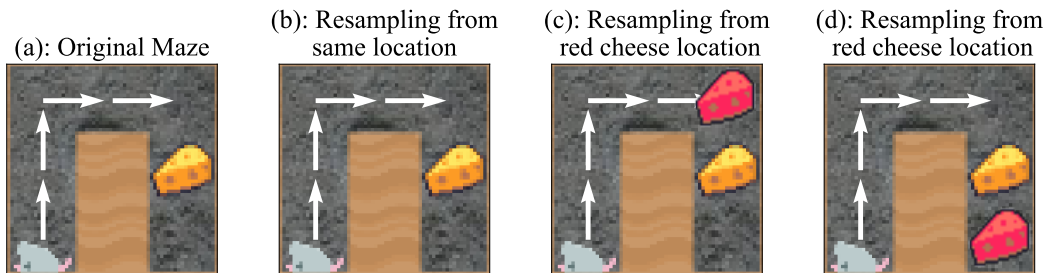 (a): Original Maze
(b): Resampling from
same location
(c): Resampling from
red cheese location
(d): Resampling from
red cheese location